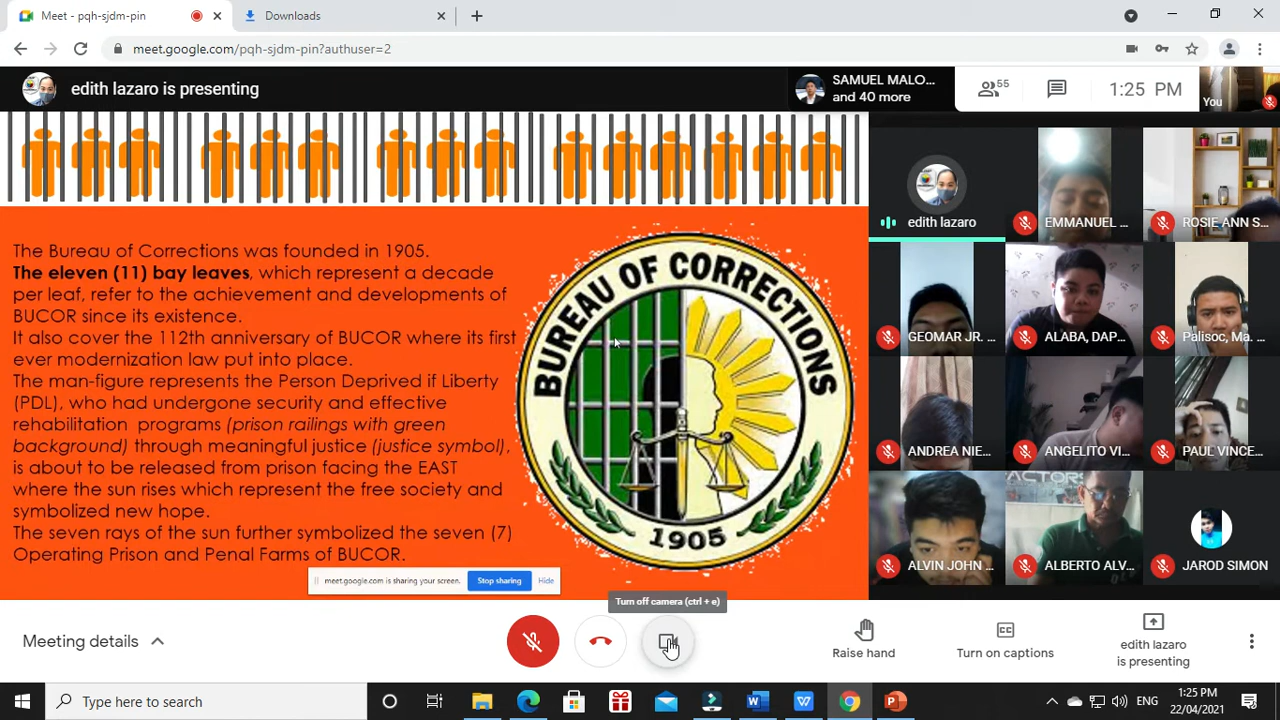 Meet - pqh-sjdm-pin
Downloads
meet.google.com/pqh-sjdm-pin?authuser=2
edith lazaro is presenting
SAMUEL MALO...
and 40 more
55
1:25 PM
You
The Bureau of Corrections was founded in 1905.
The eleven (11) bay leaves, which represent a decade
per leaf, refer to the achievement and developments of
BUCOR since its existence.
It also cover the 112th anniversary of BUCOR where its first
ever modernization law put into place.
The man-figure represents the Person Deprived if Liberty
(PDL), who had undergone security and effective
rehabilitation programs (prison railings with green
background) through meaningful justice (justice symbol),
is about to be released from prison facing the EAST
where the sun rises which represent the free society and
symbolized new hope.
The seven rays of the sun further symbolized the seven (7)
Operating Prison and Penal Farms of BUCOR.
BUREAU OF CORRECTIONS
1905
edith lazaro
EMMANUEL ...
ROSIE ANN S...
GEOMAR JR. ...
ALABA, DAP...
Palisoc, Ma. ...
ANDREA NIE...
ANGELITO VI...
PAUL VINCE...
ACTORS
ALVIN JOHN ...
ALBERTO ALV...
JAROD SIMON
meet.google.com is sharing your screen.
Stop sharing
Hide
Turn off camera (ctrl + e)
Meeting details
Raise hand
Turn on captions
edith lazaro
is presenting
Type here to search
ENG
1:25 PM
22/04/2021